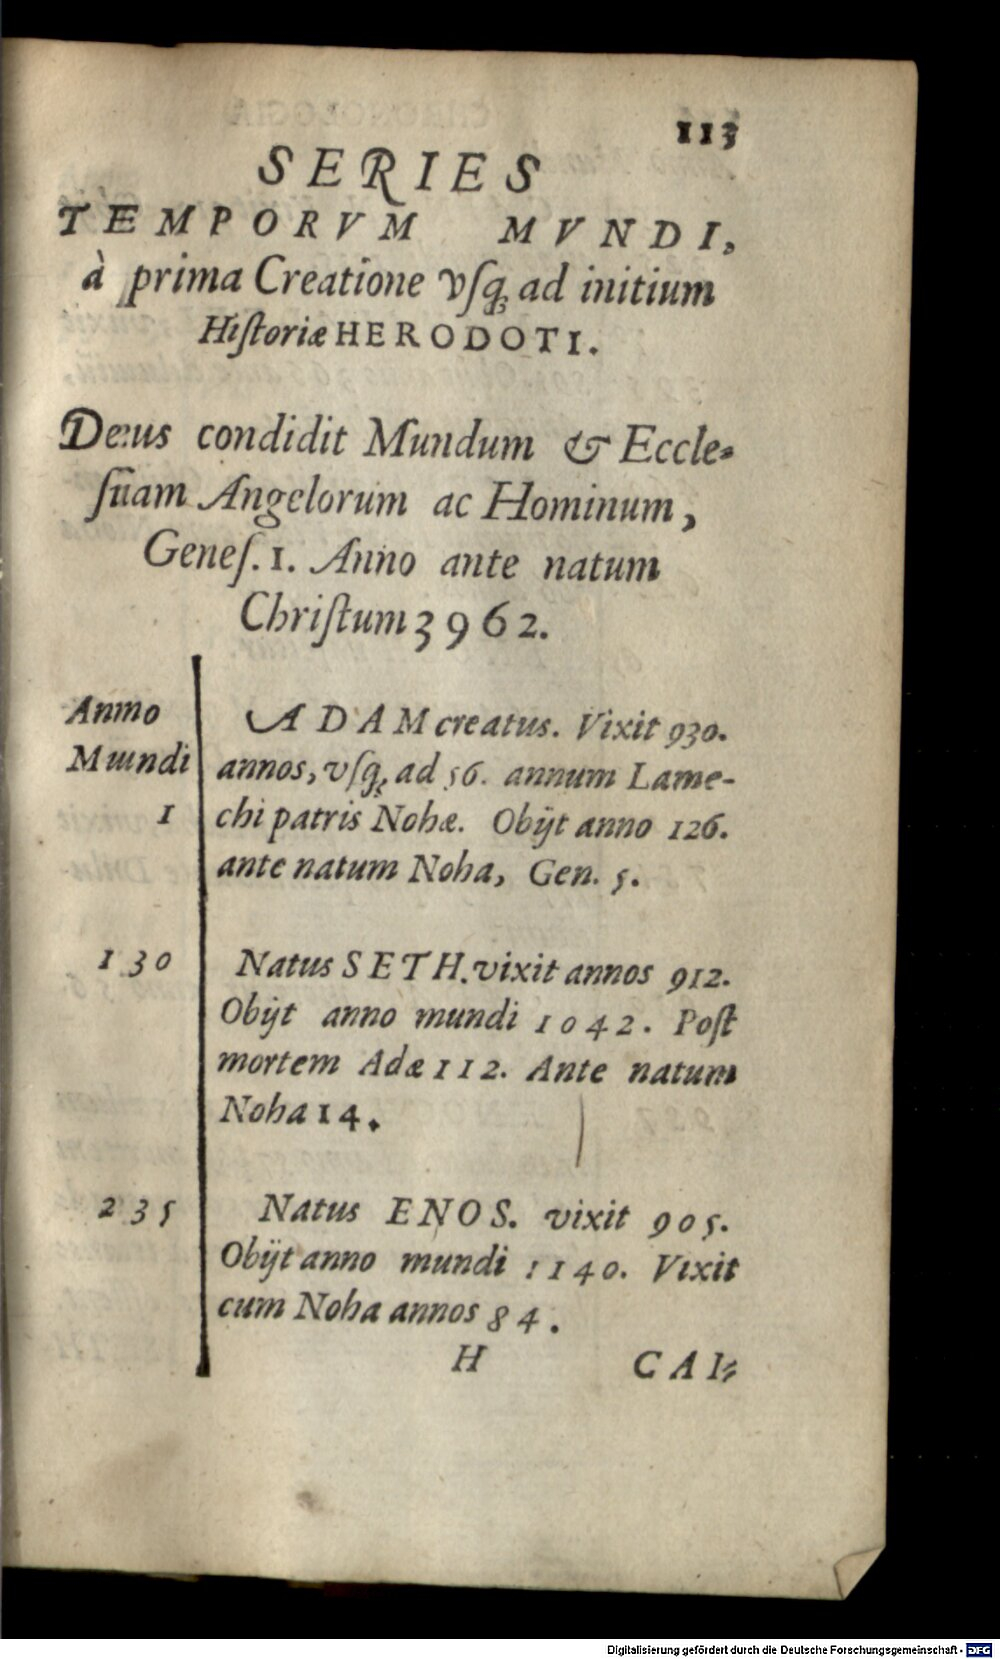 113
SERIES
TEMPORVM MVNDI,
à prima Creatione vſq́ꝫ ad initium
Hiſtoriæ HERODOTI.
Deus condidit Mundum & Eccle-
ſiam Angelorum ac Hominum,
Geneſ. 1. Anno ante natum
Chriſtum 3962.
Anno
Mundi
1
ADAM creatus. Vixit 930.
annos, vſq́ꝫ ad 56. annum Lame-
chi patris Nohæ. Obijt anno 126.
ante natum Noha, Gen. 5.
130
Natus SETH. vixit annos 912.
Obijt anno mundi 1042. Poſt
mortem Adæ 112. Ante natum
Noha 14.
235
Natus ENOS. vixit 905.
Obijt anno mundi 1140. Vixit
cum Noha annos 84.
H CAI-
Digitalisierung gefördert durch die Deutsche Forschungsgemeinschaft - DFG